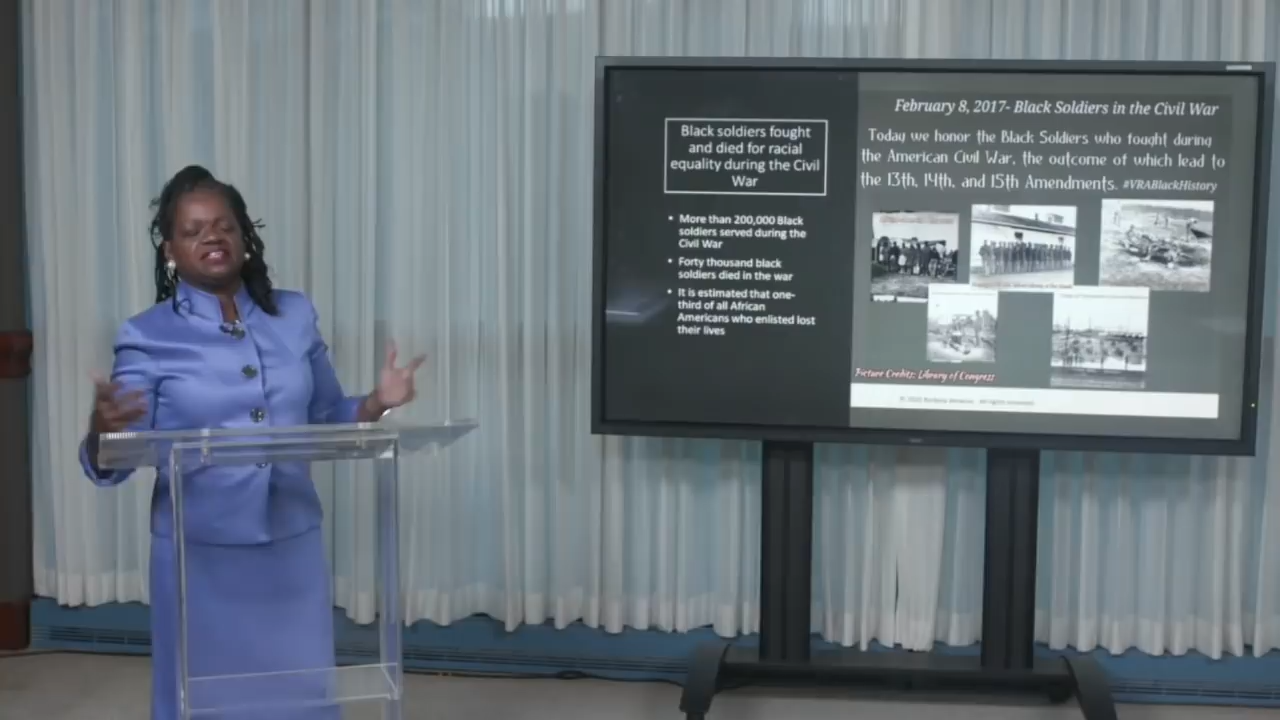 Black soldiers fought
and died for racial
equality during the Civil
War
• More than 200,000 Black
soldiers served during the
Civil War
• Forty thousand black
soldiers died in the war
• It is estimated that one-
third of all African
Americans who enlisted lost
their lives
February 8, 2017- Black Soldiers in the Civil War
Today we honor the Black Soldiers who fought during
the American Civil War, the outcome of which lead to
the 13th, 14th, and 15th Amendments. #VRABlackHistory
Picture Credits: Library of Congress
All rights reserved